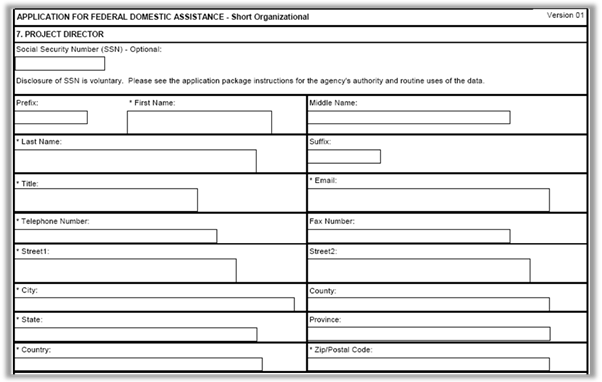 APPLICATION FOR FEDERAL DOMESTIC ASSISTANCE - Short Organizational Version 01
7. PROJECT DIRECTOR
Social Security Number (SSN) - Optional:
Disclosure of SSN is voluntary. Please see the application package instructions for the agency's authority and routine uses of the data.
Prefix: * First Name: Middle Name:
* Last Name: Suffix:
* Title: * Email:
* Telephone Number: Fax Number:
* Street1: Street2:
* City: County:
* State: Province:
* Country: * Zip/Postal Code: